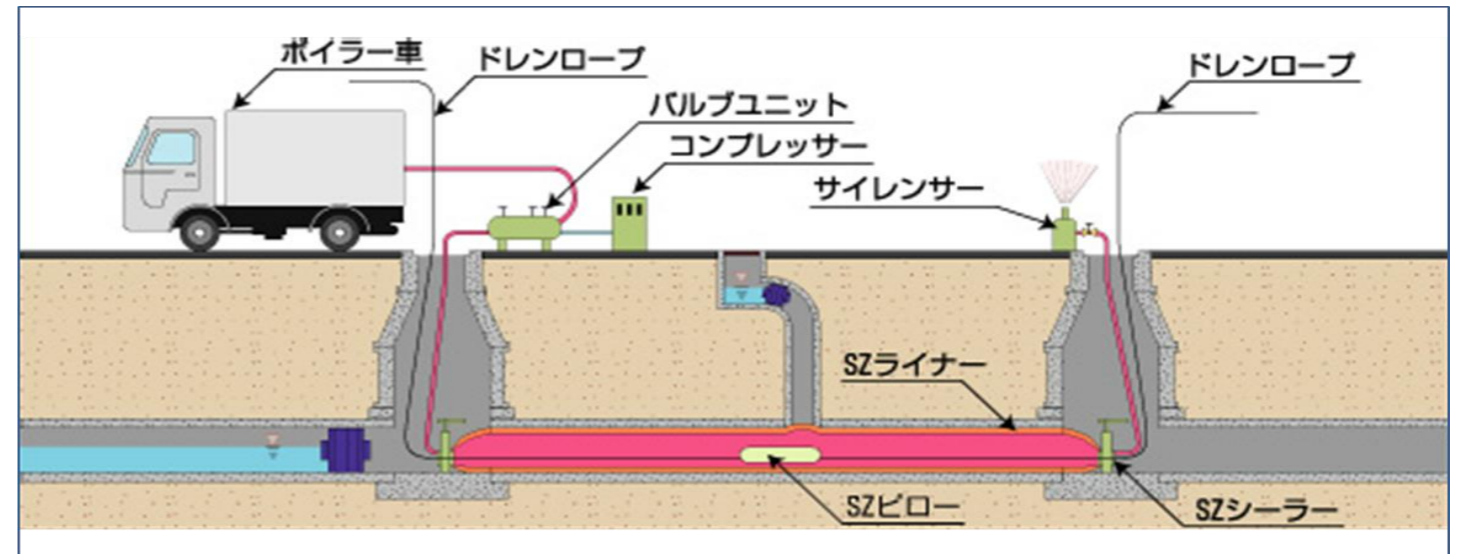 ボイラー車
ドレンロープ
ドレンロープ
バルブユニット
コンプレッサー
サイレンサー
SZライナー
SZピロー
SZシーラー